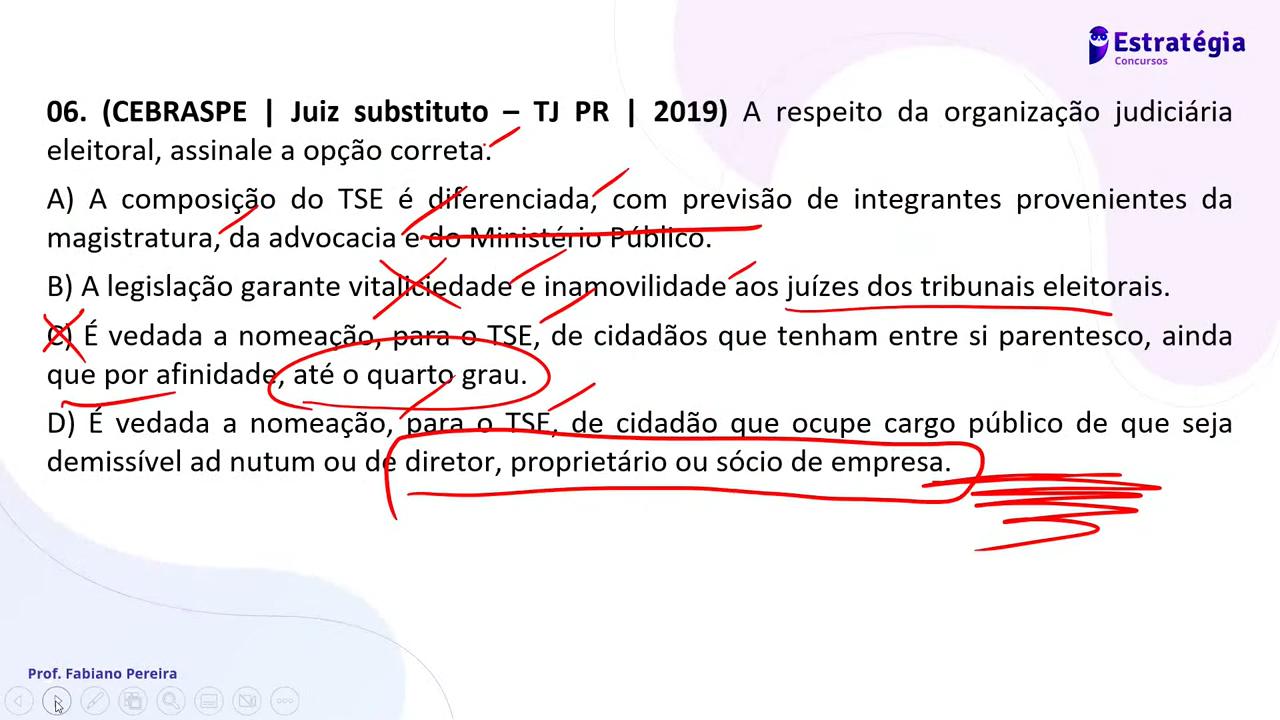 Estratégia
Concursos
06. (CEBRASPE | Juiz substituto – TJ PR | 2019) A respeito da organização judiciária
eleitoral, assinale a opção correta.
A) A composição do TSE é diferenciada, com previsão de integrantes provenientes da
magistratura, da advocacia e do Ministério Público.
B) A legislação garante vitaliciedade e inamovilidade aos juízes dos tribunais eleitorais.
C) É vedada a nomeação, para o TSE, de cidadãos que tenham entre si parentesco, ainda
que por afinidade, até o quarto grau.
D) É vedada a nomeação, para o TSE, de cidadão que ocupe cargo público de que seja
demissível ad nutum ou de diretor, proprietário ou sócio de empresa.
Prof. Fabiano Pereira